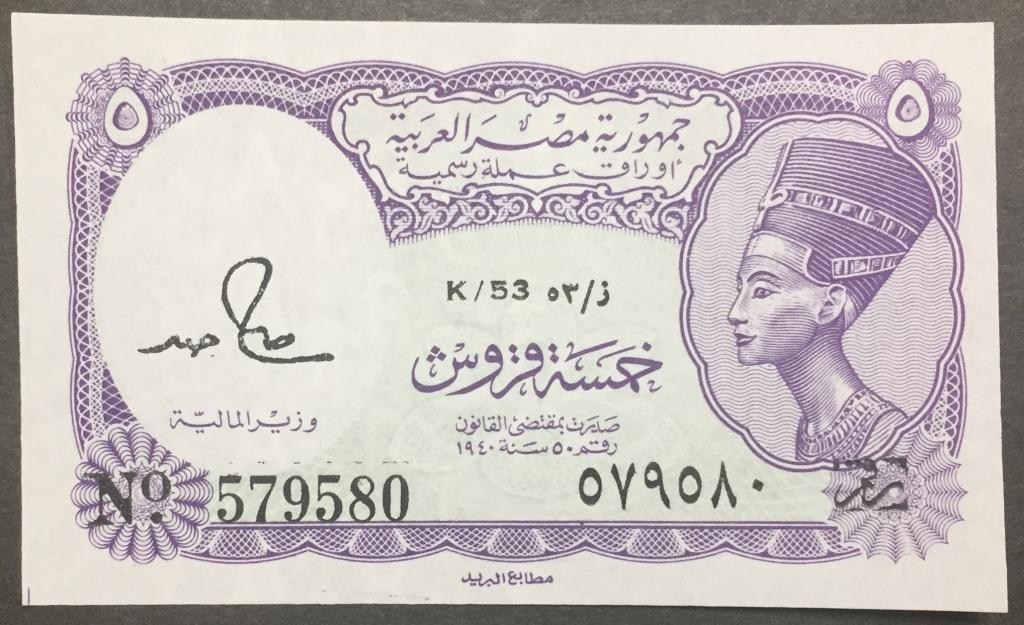 ٥
٥
جمهورية مصر العربية
أوراق عملة رسمية
K/53 ٥٣/ز
خمسة قروش
وزير المالية
صدرت بمقتضى القانون
رقم ٥٠ سنة ١٩٤٠
No. 579580
٥٧٩٥٨٠ نمرة
مطابع البريد